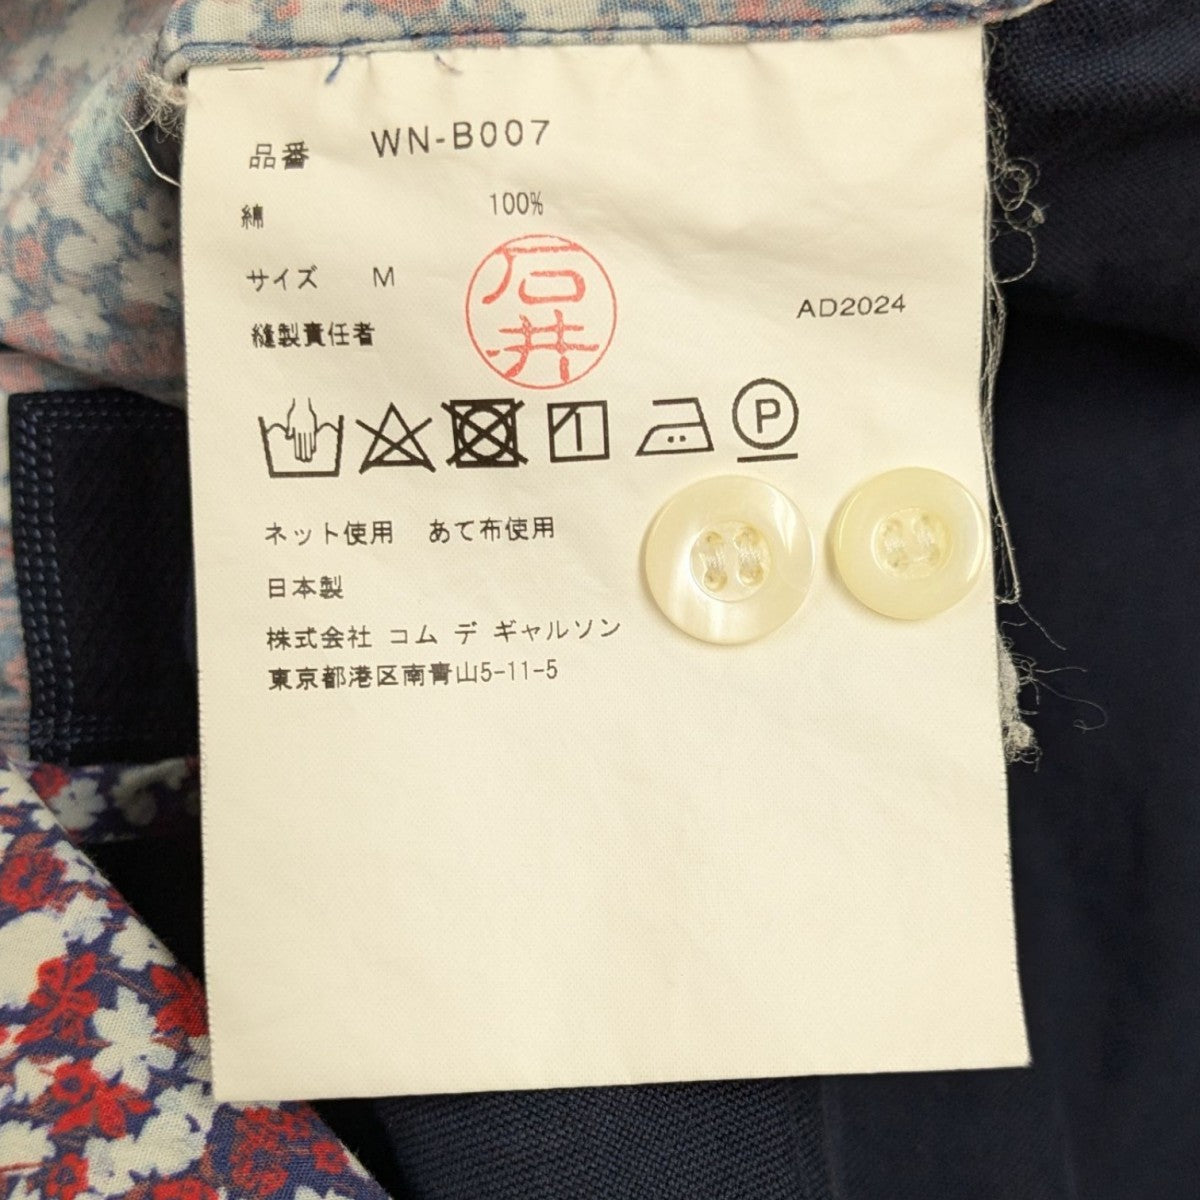 品番 WN-B007
綿 100%
サイズ M
石井
AD2024
縫製責任者
P
ネット使用 あて布使用
日本製
株式会社 コム デ ギャルソン
東京都港区南青山5-11-5